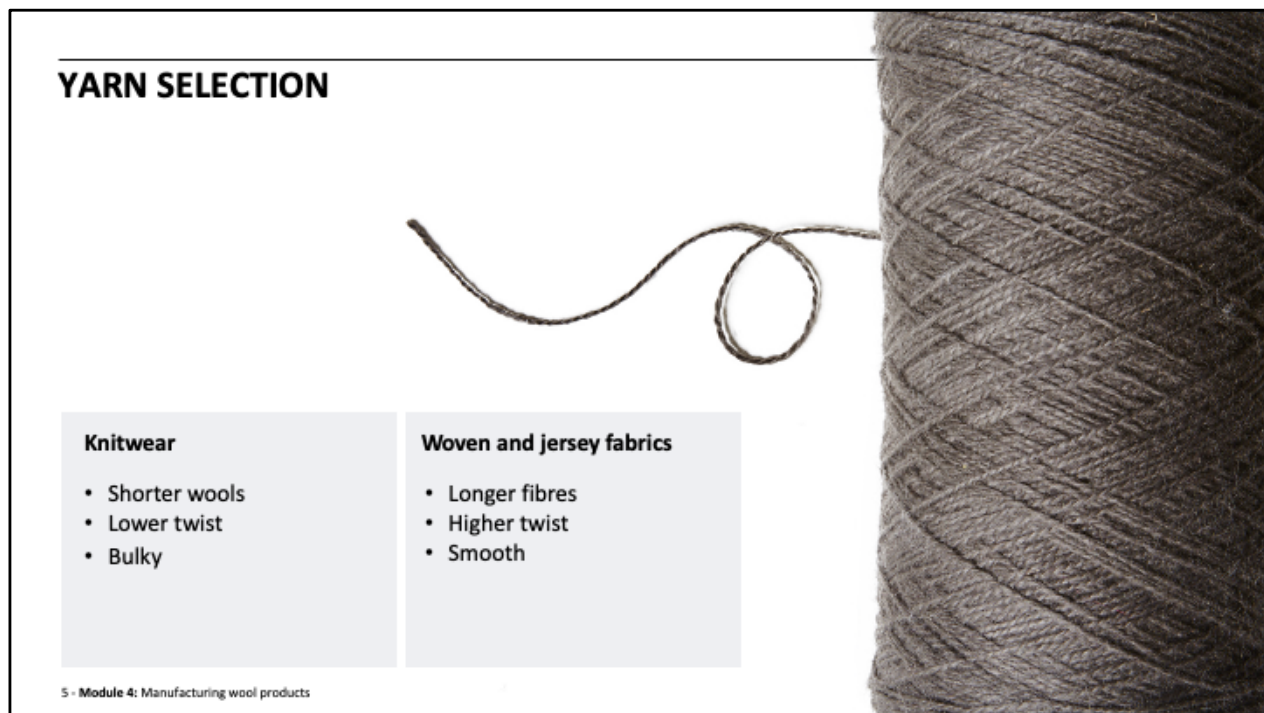 YARN SELECTION
Knitwear
• Shorter wools
• Lower twist
• Bulky
Woven and jersey fabrics
• Longer fibres
• Higher twist
• Smooth
5 - Module 4: Manufacturing wool products